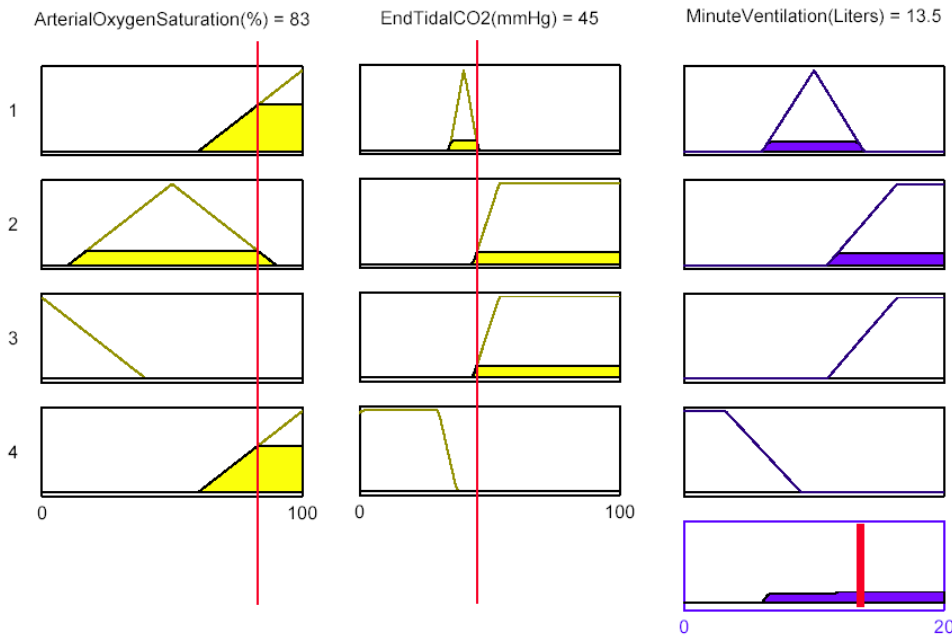 ArterialOxygenSaturation(%) = 83
EndTidalCO2(mmHg) = 45
MinuteVentilation(Liters) = 13.5
1
2
3
4
0 100
0 100
0 20